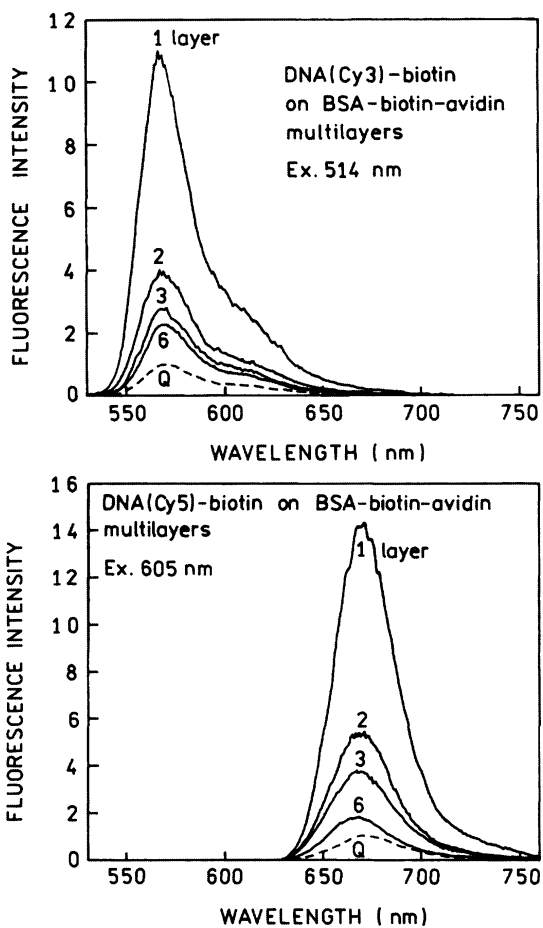 12
10
8
6
4
2
0
FLUORESCENCE INTENSITY
1 layer
2
3
6
Q
DNA(Cy3)-biotin
on BSA-biotin-avidin
multilayers
Ex. 514 nm
550 600 650 700 750
WAVELENGTH (nm)
16
14
12
10
8
6
4
2
0
FLUORESCENCE INTENSITY
DNA(Cy5)-biotin on BSA-biotin-avidin
multilayers
Ex. 605 nm
1 layer
2
3
6
Q
550 600 650 700 750
WAVELENGTH (nm)